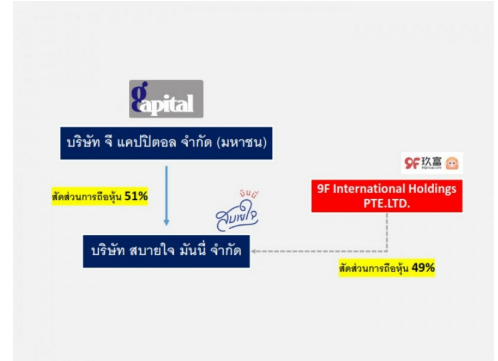 gapital
บริษัท จี แคปปิตอล จำกัด (มหาชน)
9F 玖富
สัดส่วนการถือหุ้น 51%
มันนี่
สบายใจ
9F International Holdings
PTE.LTD.
บริษัท สบายใจ มันนี่ จำกัด
สัดส่วนการถือหุ้น 49%